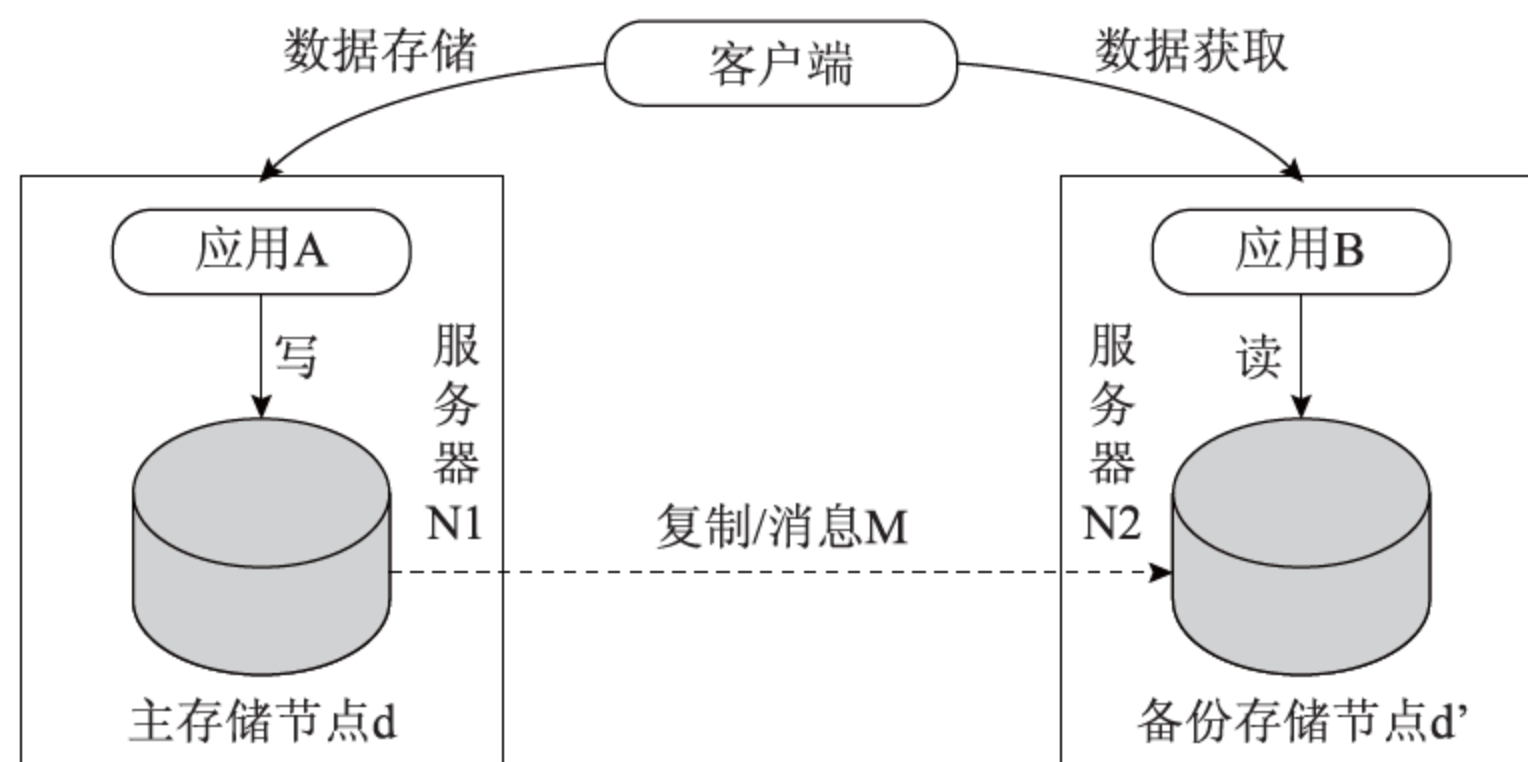 数据存储
客户端
数据获取
应用A
应用B
写
服务器N1
服务器N2
读
复制/消息M
主存储节点d
备份存储节点d’